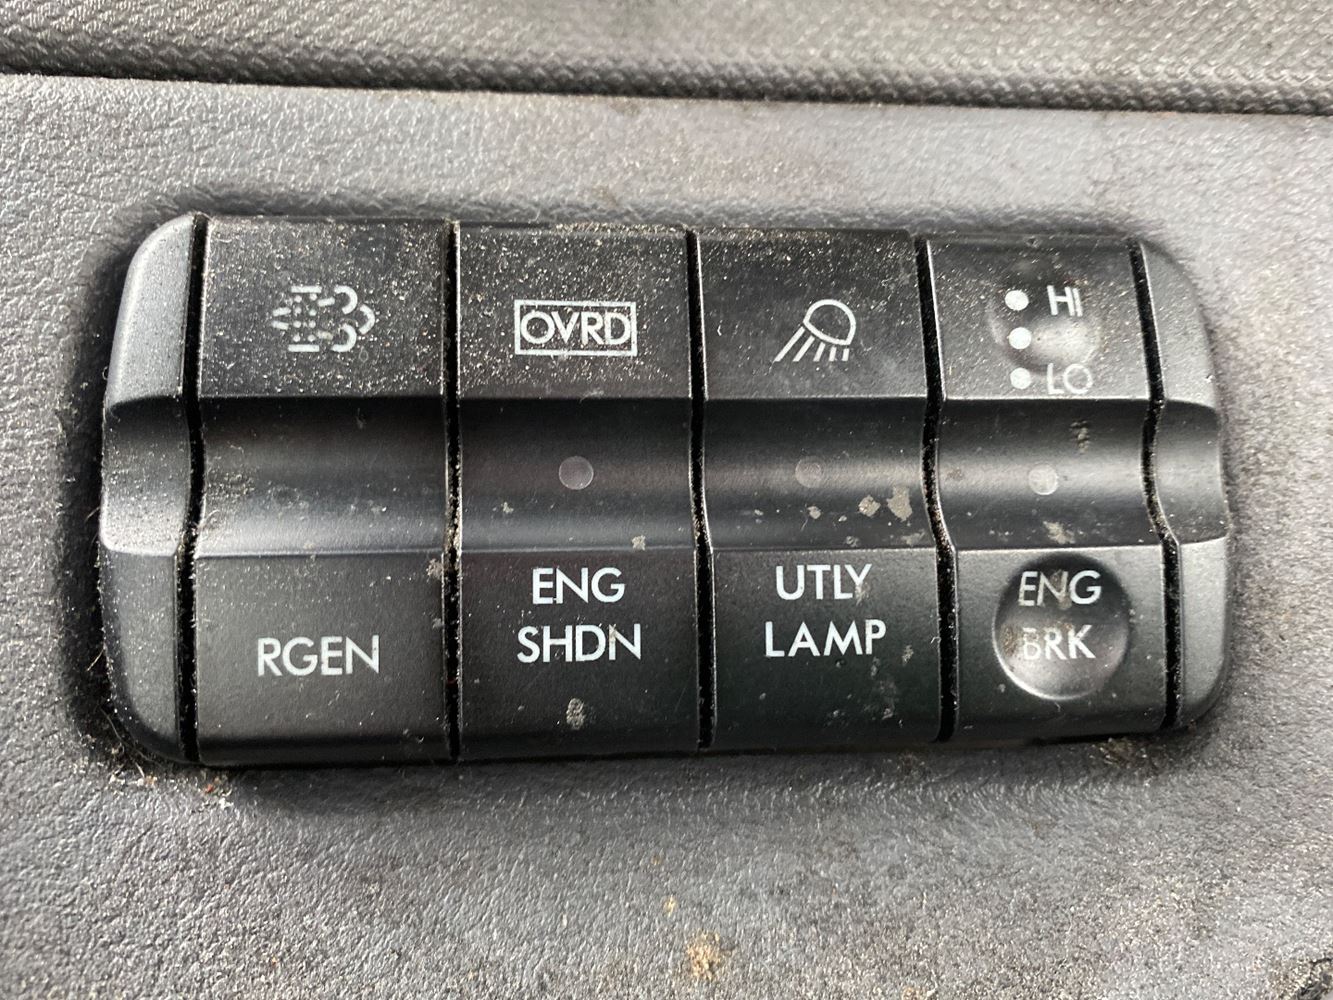 OVRD
HI
LO
RGEN
ENG
SHDN
UTLY
LAMP
ENG
BRK